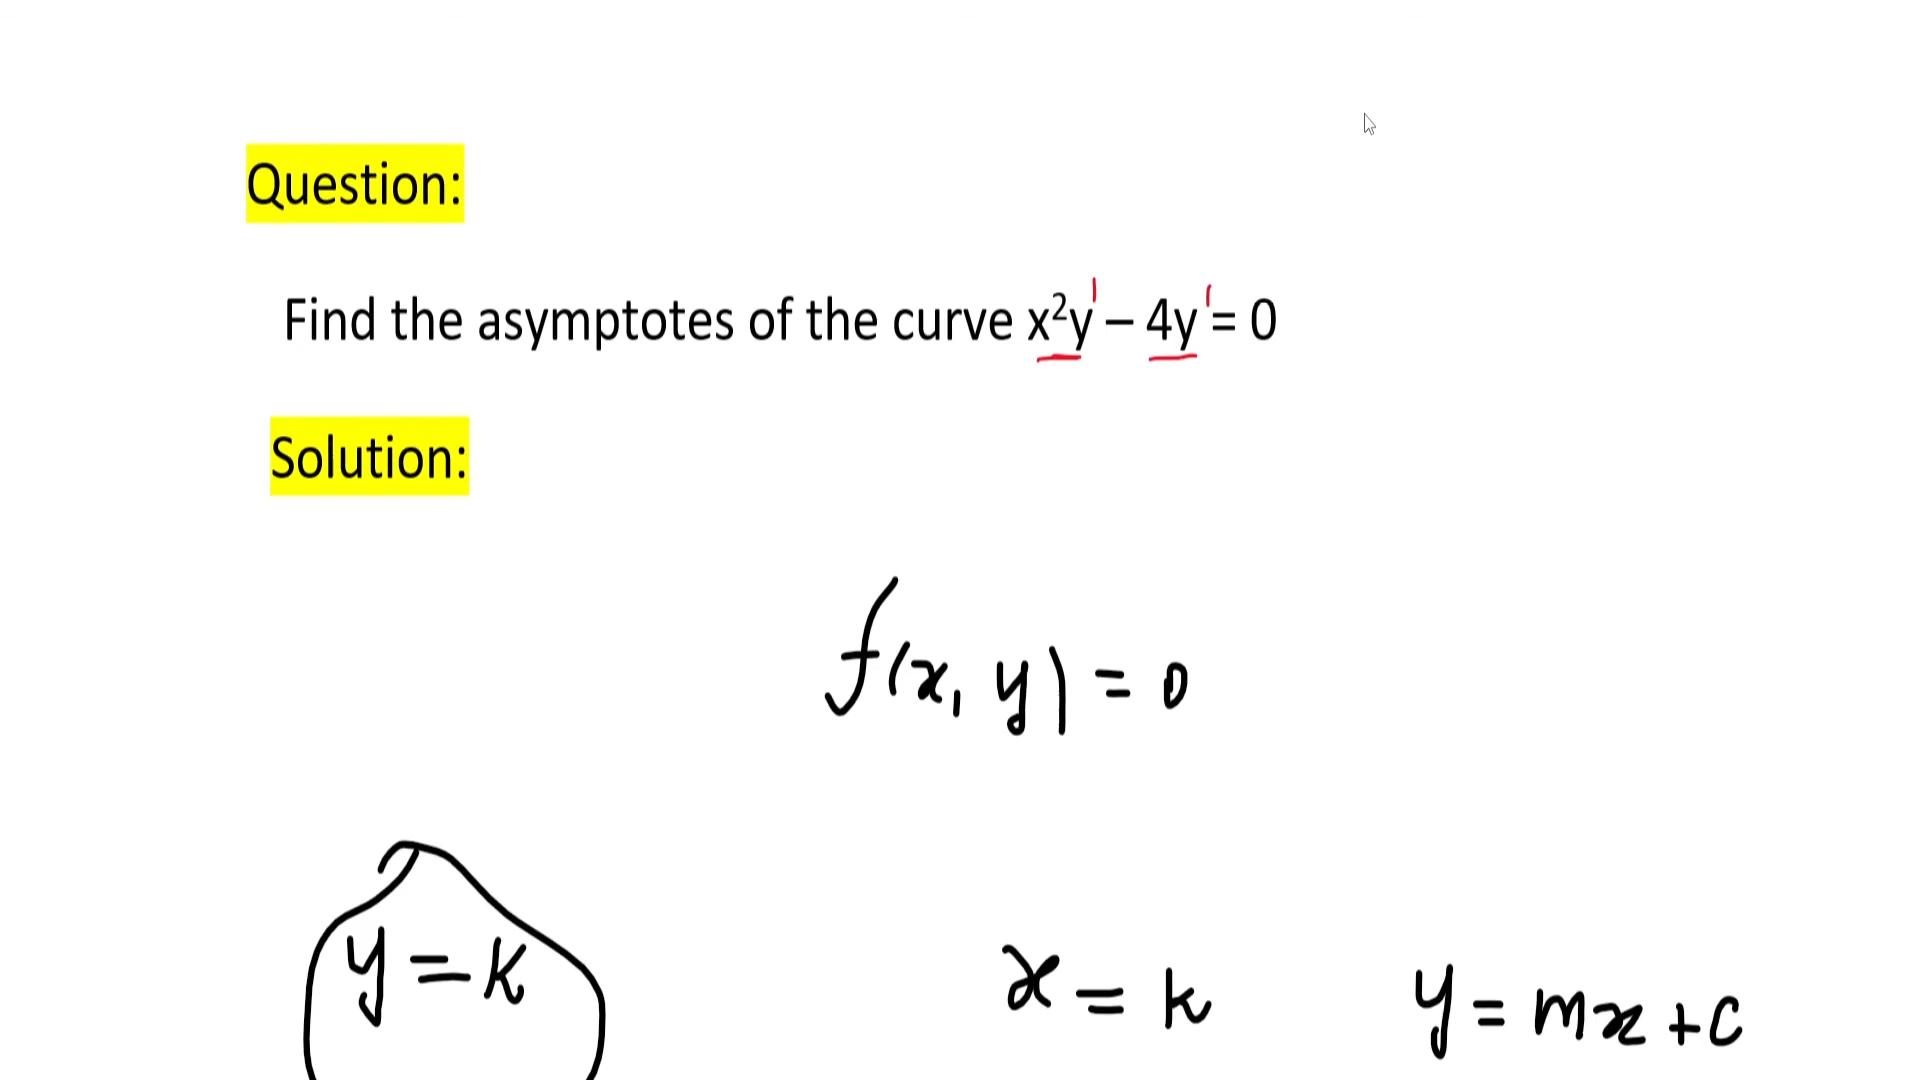 Question:
Find the asymptotes of the curve x²y – 4y = 0
Solution:
f(x, y) = 0
y = k
x = k
y = mx + c